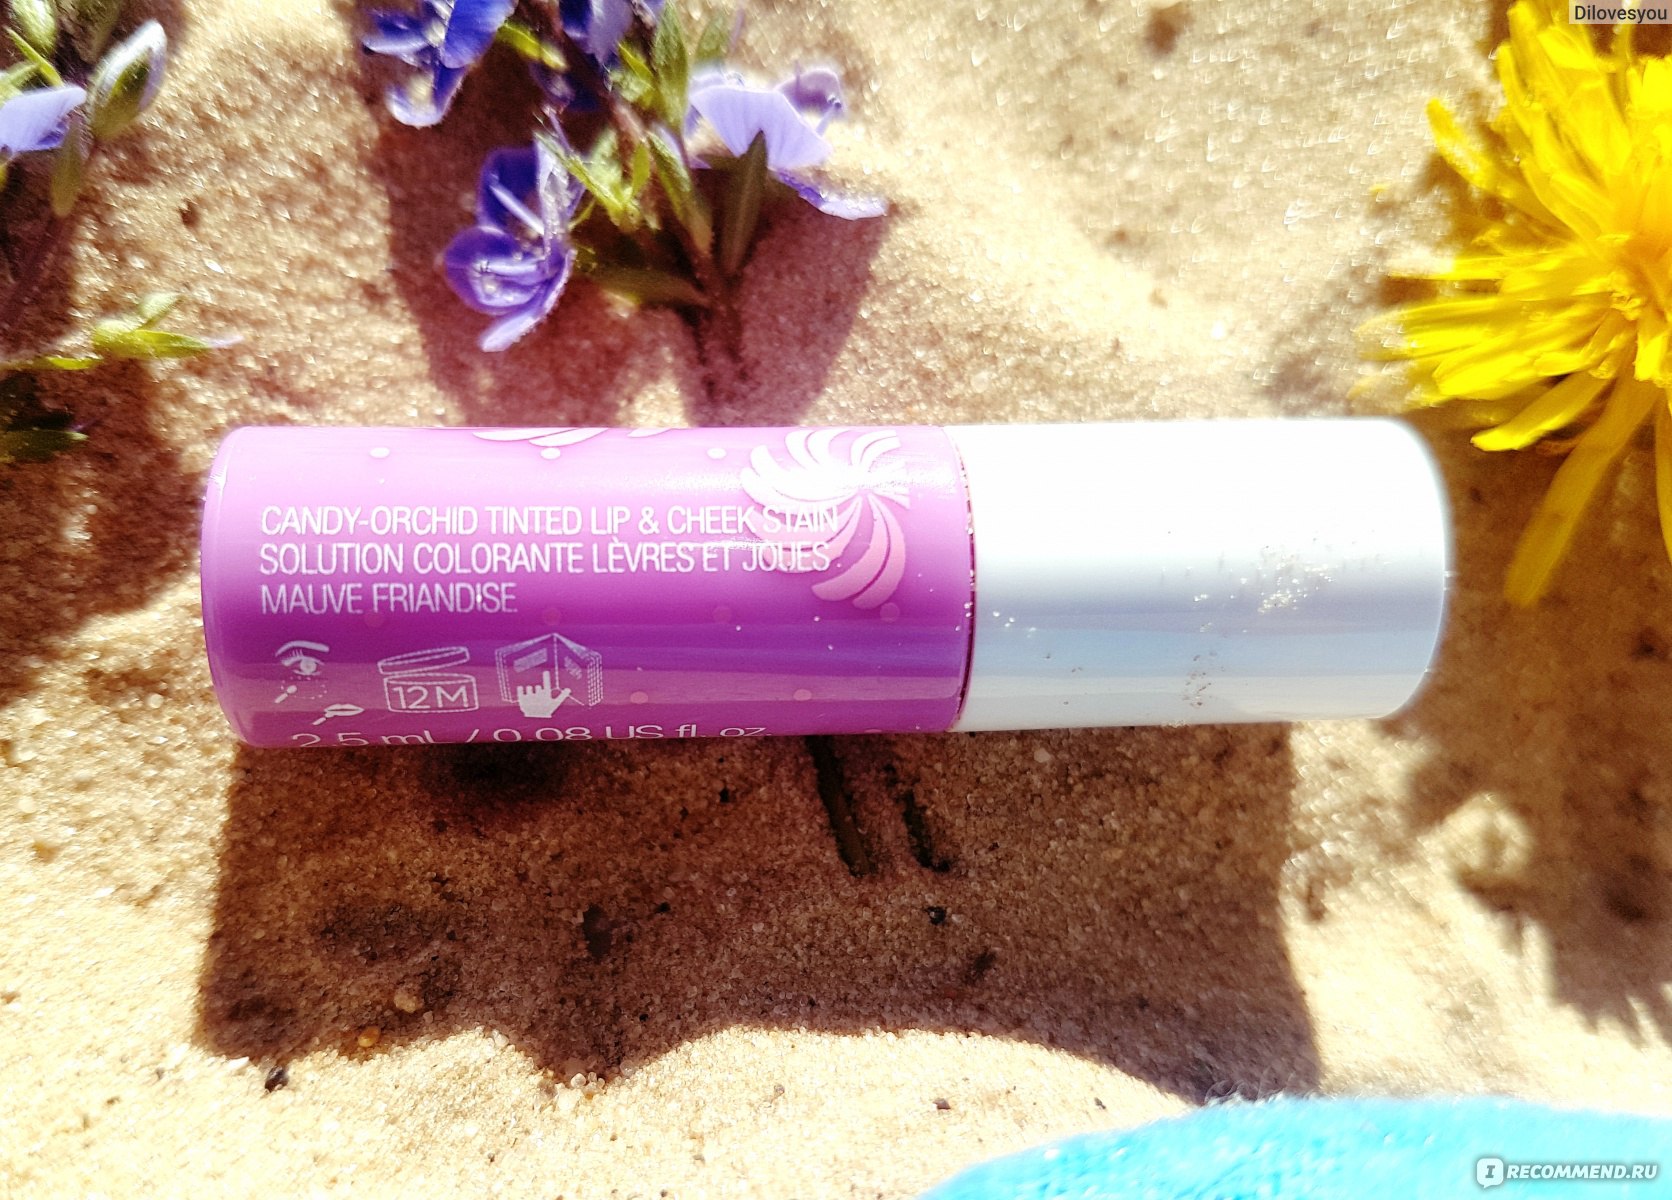 Dilovesyou
CANDY-ORCHID TINTED LIP & CHEEK STAIN
SOLUTION COLORANTE LÈVRES ET JOUES
MAUVE FRIANDISE
12M
2.5 mL / 0.08 US fl. oz.
I RECOMMEND.RU